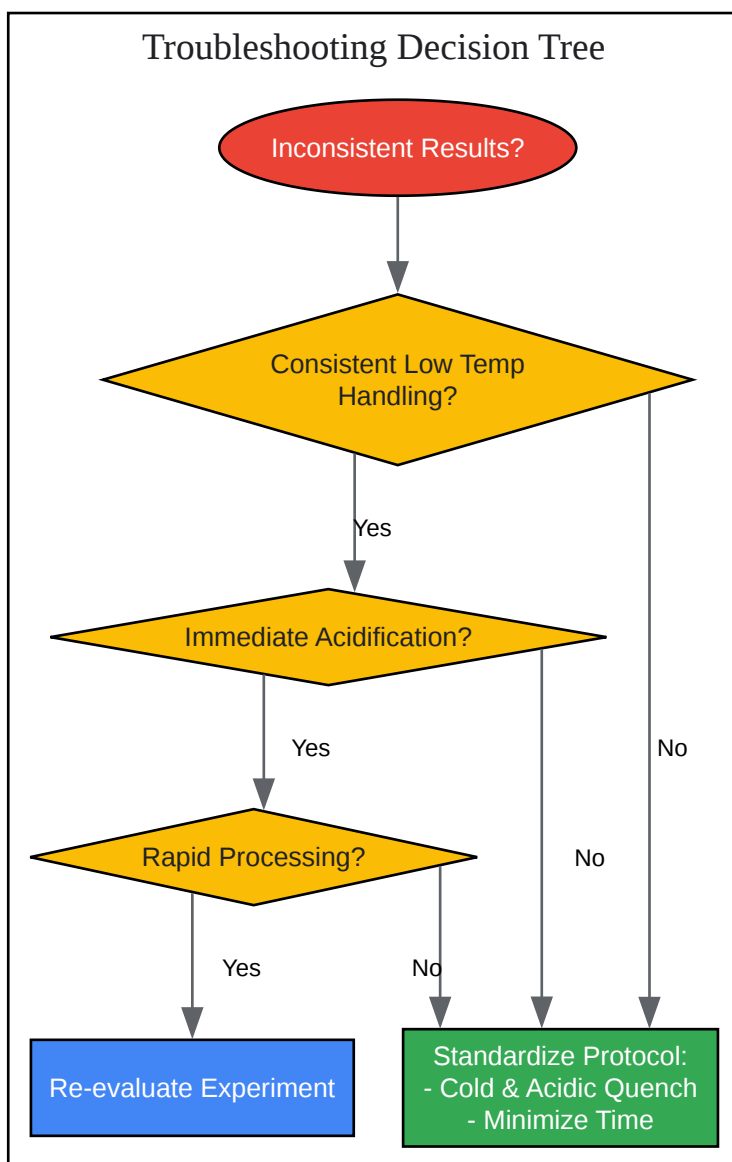 Troubleshooting Decision Tree
Inconsistent Results?
Consistent Low Temp
Handling?
Yes
Immediate Acidification?
Yes
No
Rapid Processing?
No
Yes
No
Re-evaluate Experiment
Standardize Protocol:
- Cold & Acidic Quench
- Minimize Time